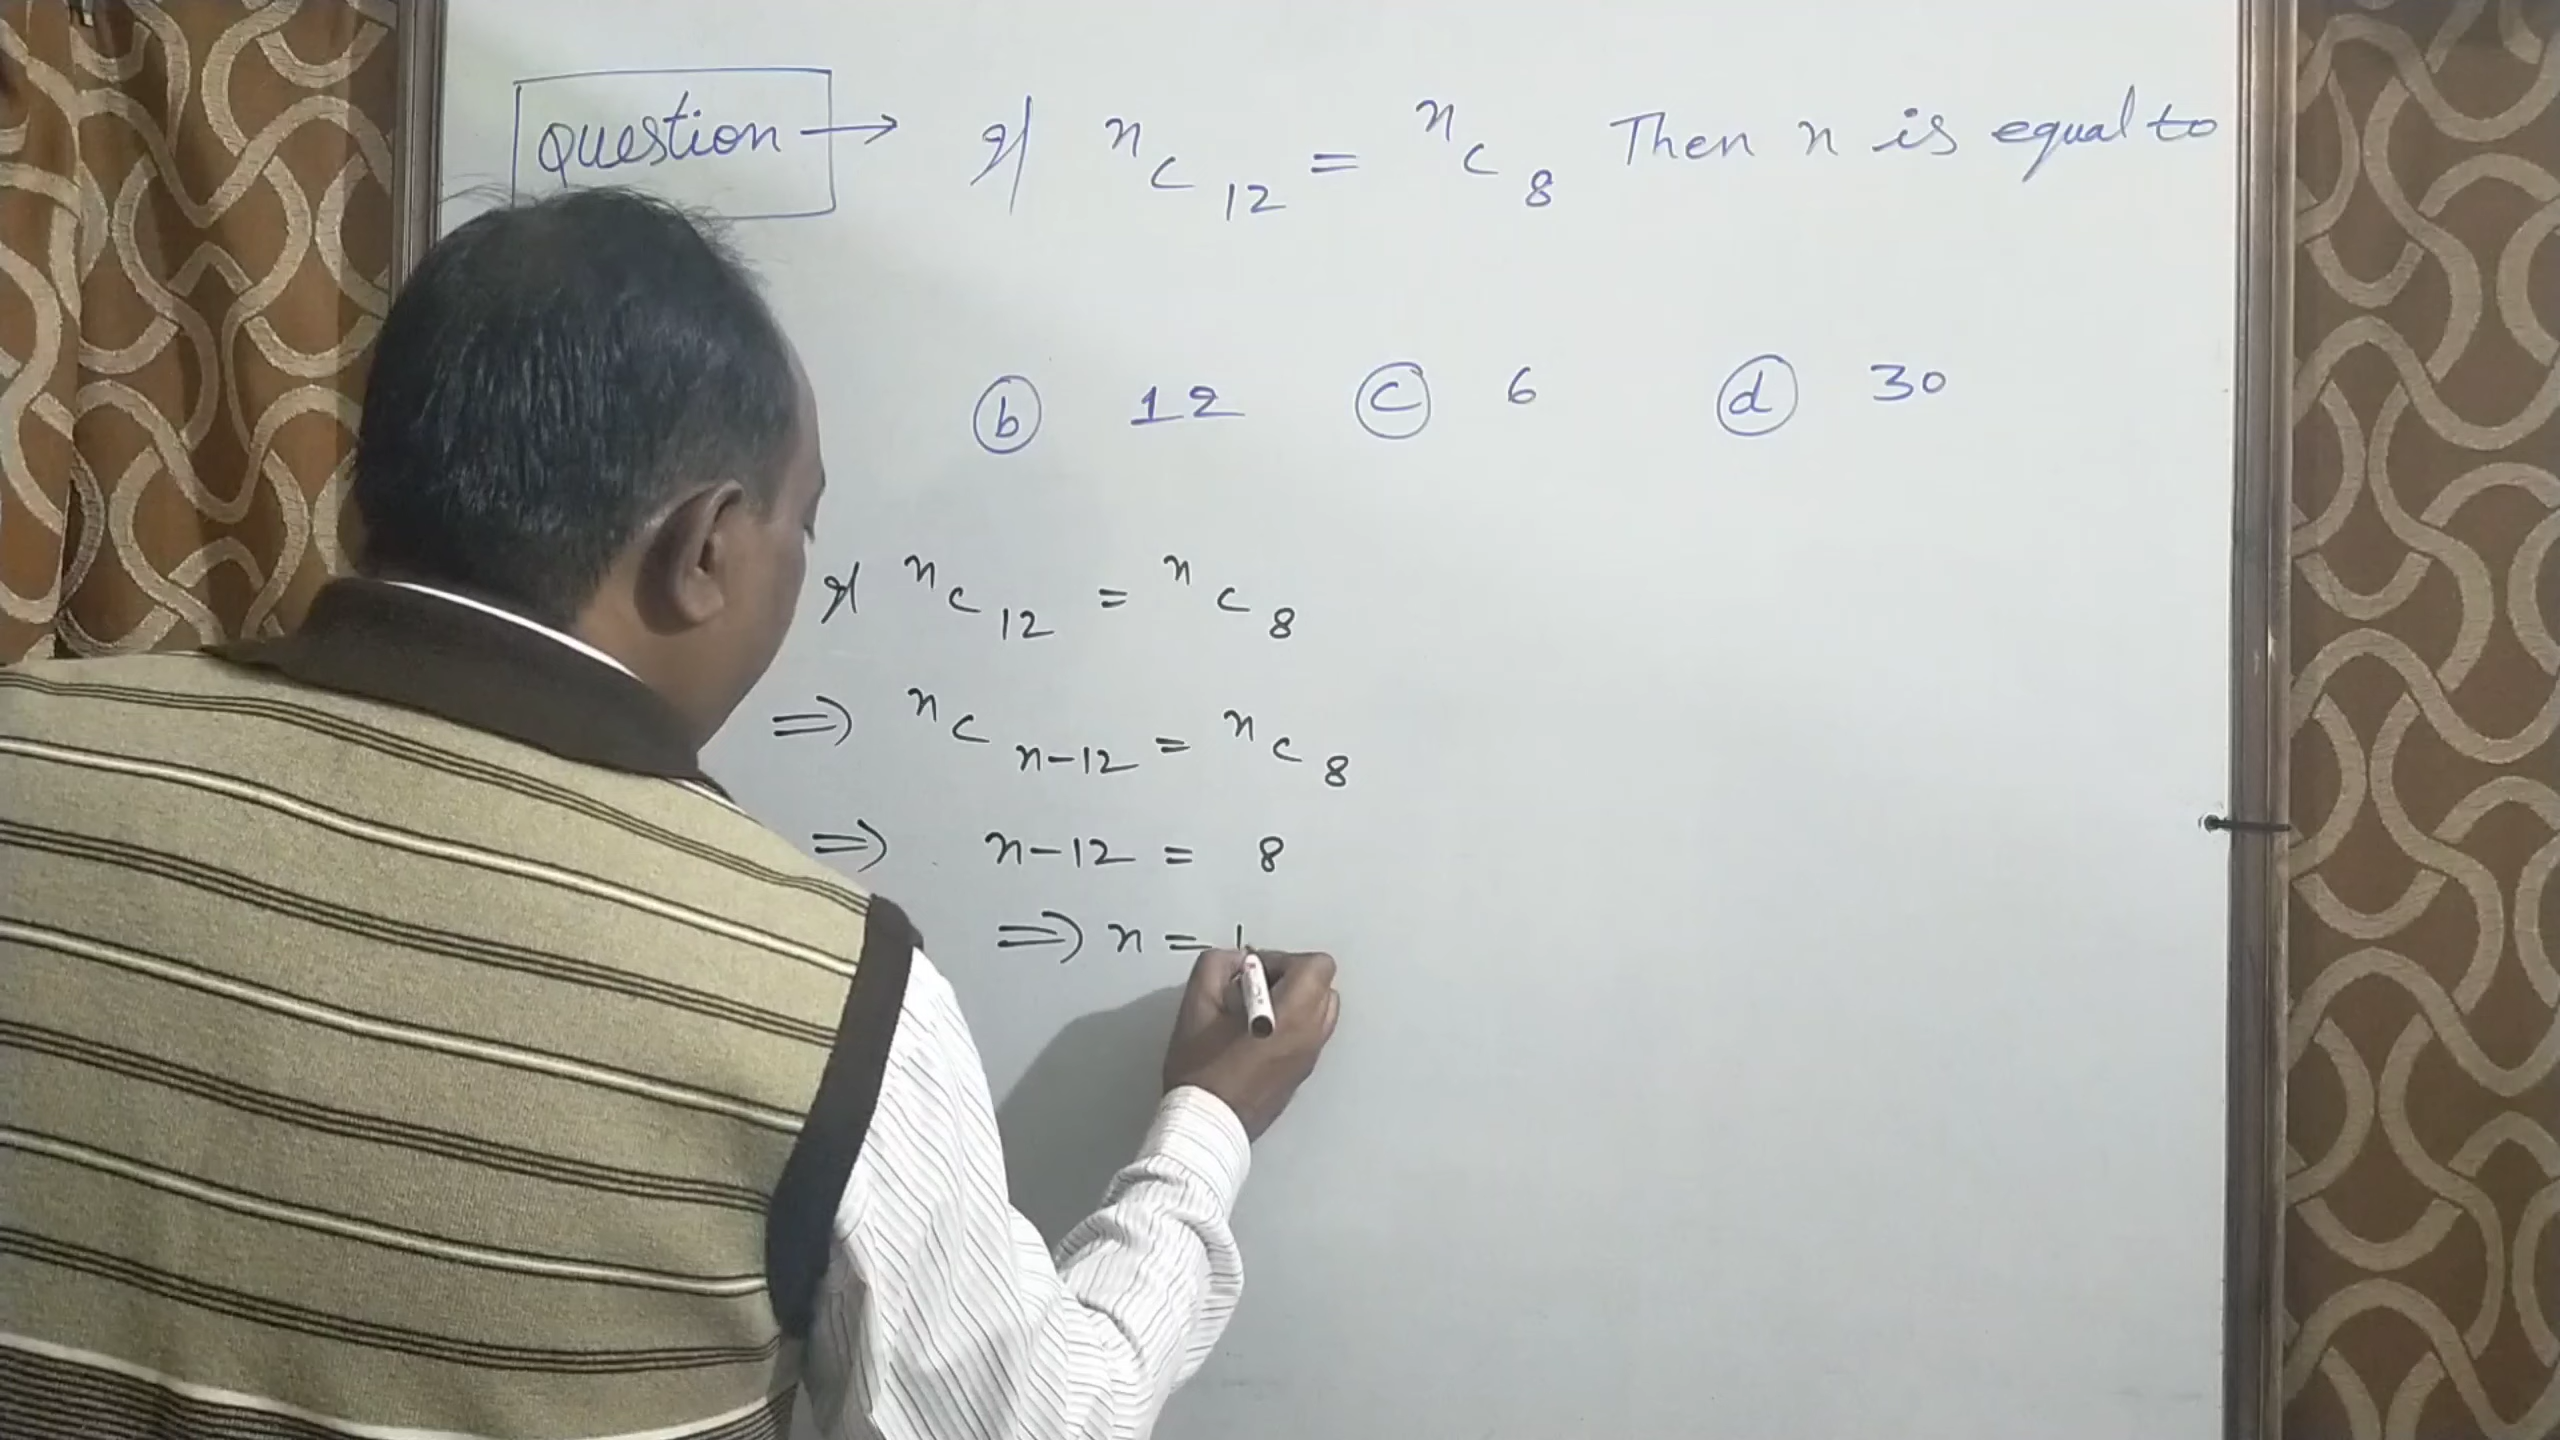 Question → If ⁿC₁₂ = ⁿC₈ Then n is equal to
ⓑ 12 ⓒ 6 ⓓ 30
If ⁿC₁₂ = ⁿC₈
⇒ ⁿCₙ₋₁₂ = ⁿC₈
⇒ n-12 = 8
⇒ n = 1